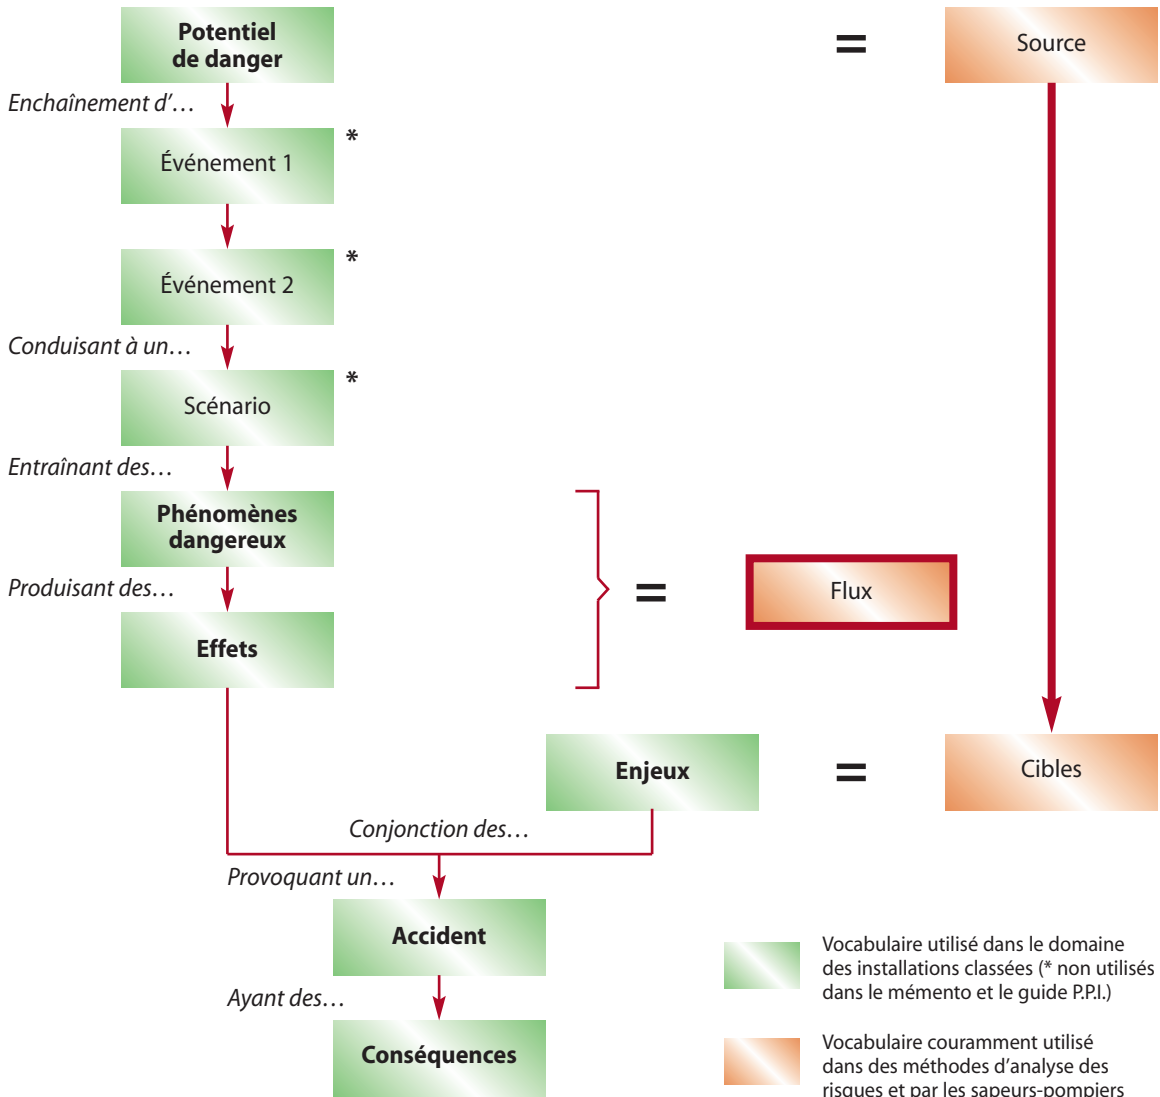 Potentiel
de danger
=
Source
Enchaînement d’…
Événement 1
*
Événement 2
*
Conduisant à un…
Scénario
*
Entraînant des…
Phénomènes
dangereux
Produisant des…
=
Flux
Effets
Enjeux
=
Cibles
Conjonction des…
Provoquant un…
Accident
Ayant des…
Conséquences
Vocabulaire utilisé dans le domaine
des installations classées (* non utilisés
dans le mémento et le guide P.P.I.)
Vocabulaire couramment utilisé
dans des méthodes d’analyse des
risques et par les sapeurs-pompiers